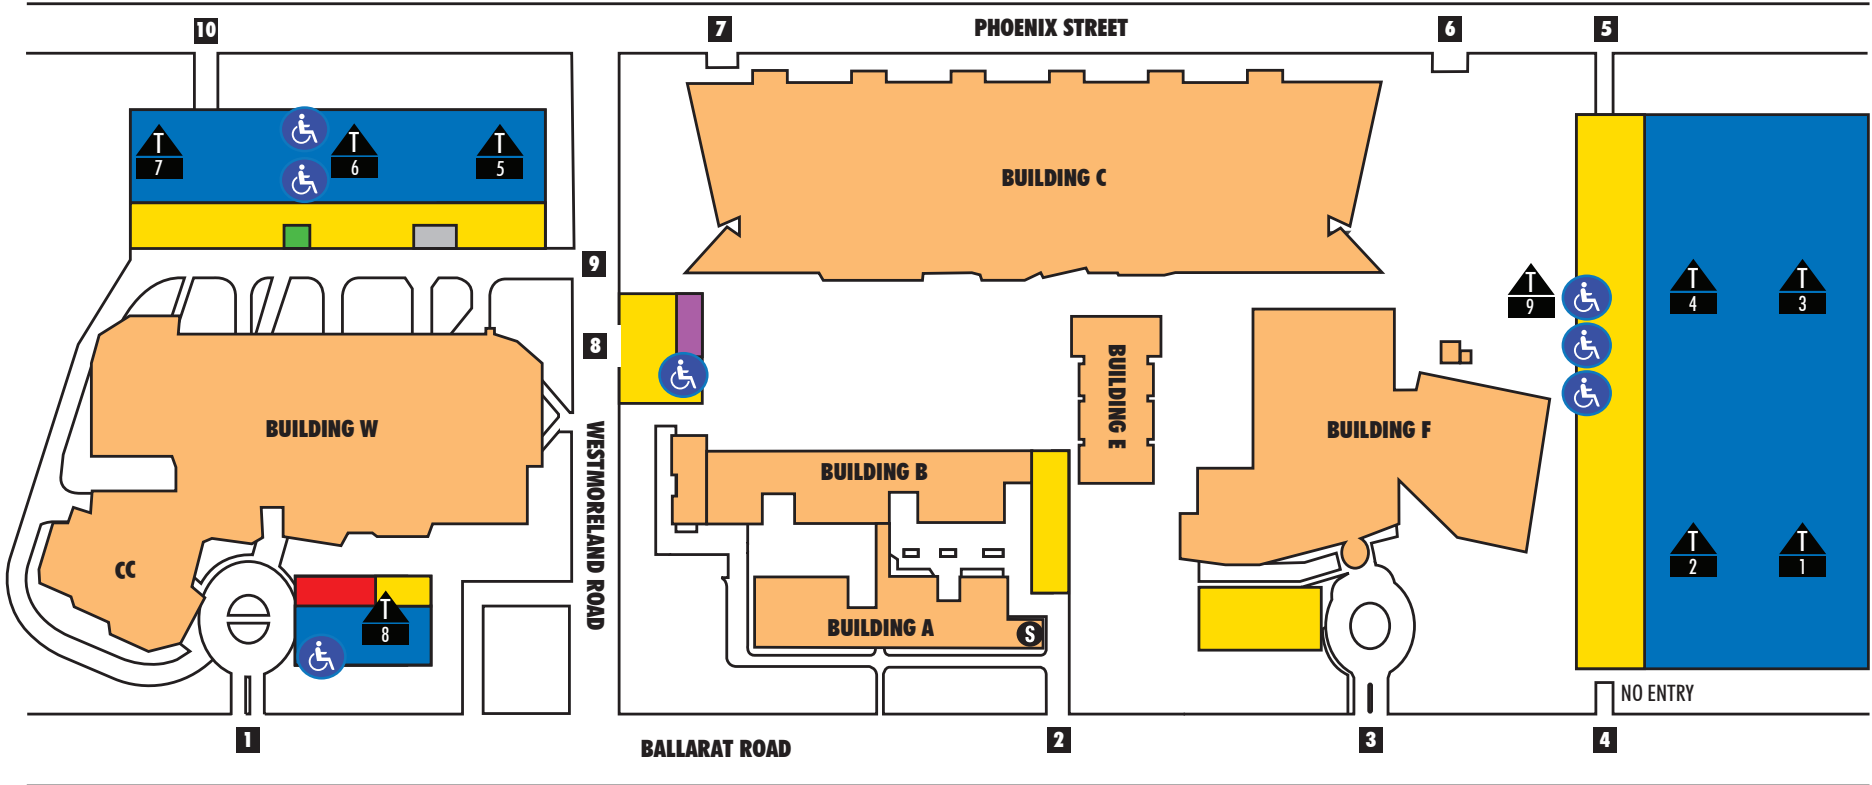 10
7
PHOENIX STREET
6
5
T
7
T
6
T
5
BUILDING C
9
T
9
T
4
T
3
8
BUILDING E
BUILDING W
WESTMORELAND ROAD
BUILDING B
BUILDING F
CC
T
8
BUILDING A
S
T
2
T
1
NO ENTRY
1
BALLARAT ROAD
2
3
4